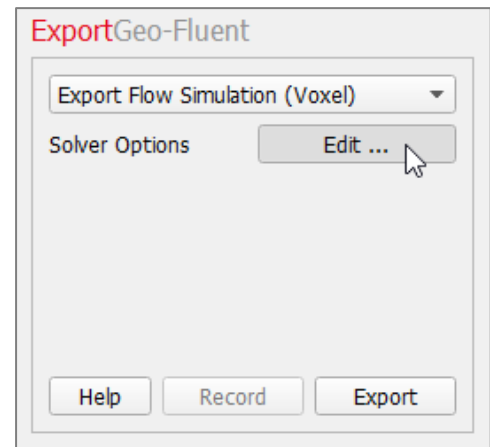 ExportGeo-Fluent
Export Flow Simulation (Voxel)
Solver Options Edit ...
Help Record Export